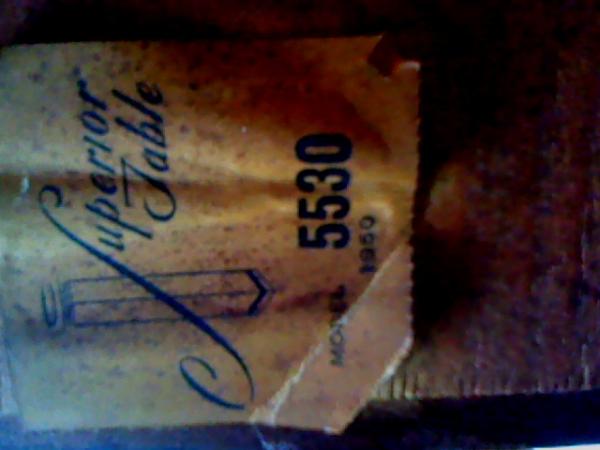 Superior
Table
MODEL 5530
1950